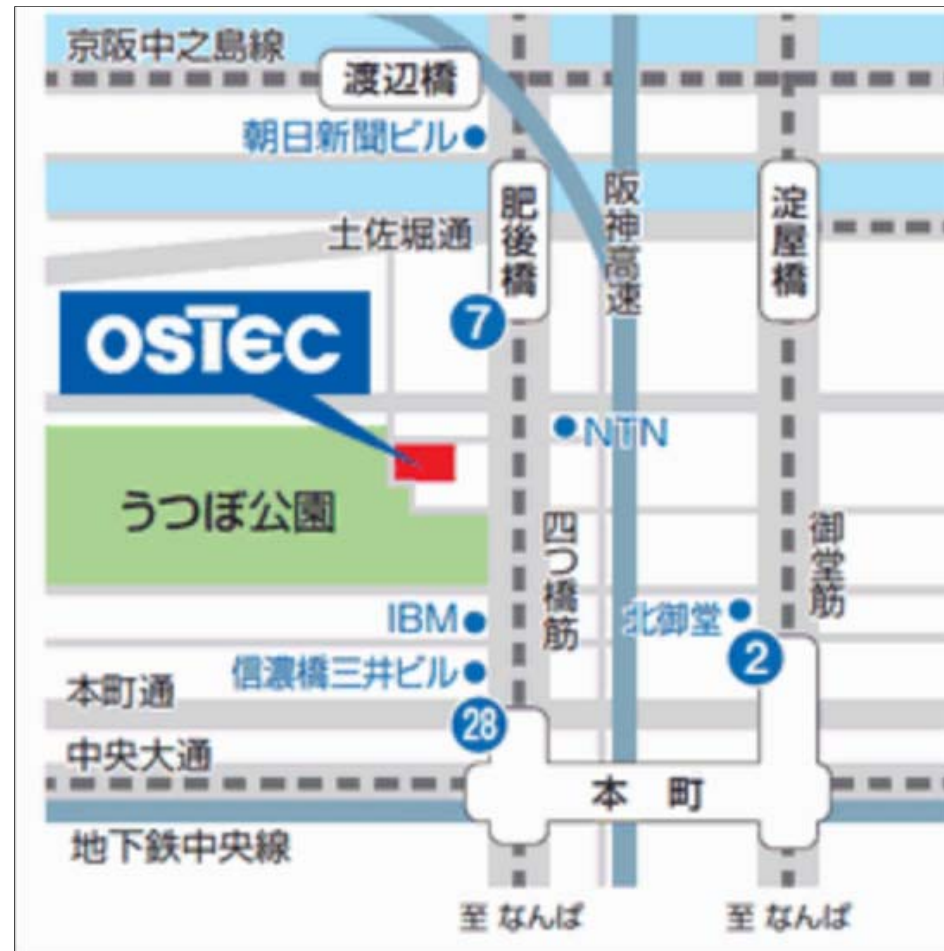 京阪中之島線
渡辺橋
朝日新聞ビル
肥後橋
阪神高速
淀屋橋
土佐堀通
7
OSTEC
NTN
うつぼ公園
四つ橋筋
御堂筋
IBM
北御堂
2
信濃橋三井ビル
本町通
28
中央大通
本 町
地下鉄中央線
至 なんば
至 なんば